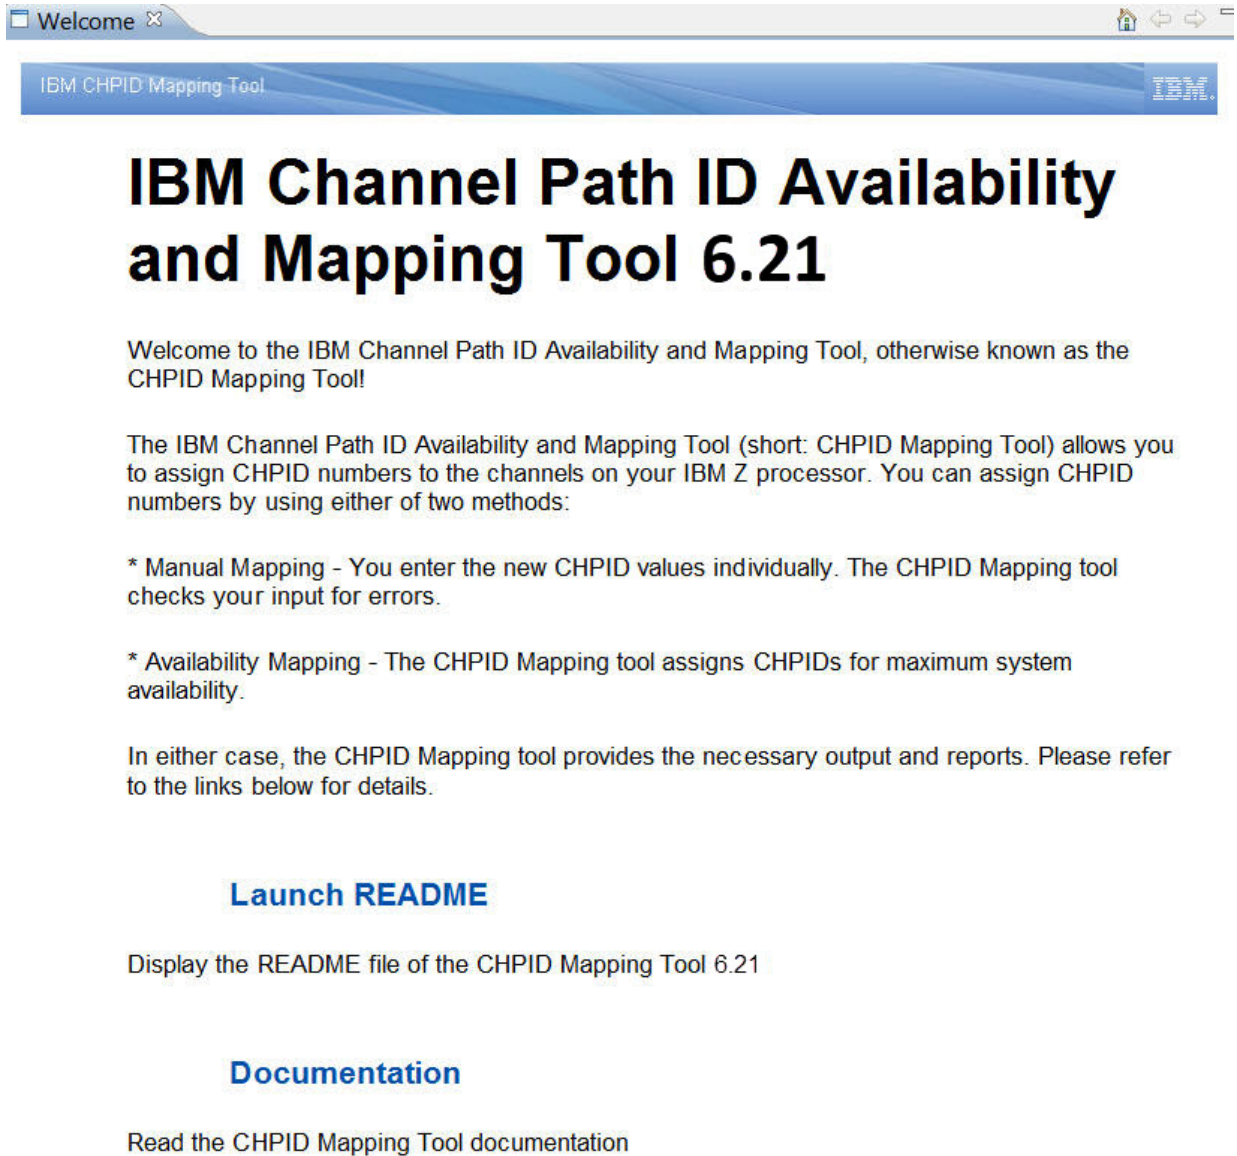 Welcome
IBM CHPID Mapping Tool
IBM.
IBM Channel Path ID Availability
and Mapping Tool 6.21
Welcome to the IBM Channel Path ID Availability and Mapping Tool, otherwise known as the
CHPID Mapping Tool!
The IBM Channel Path ID Availability and Mapping Tool (short: CHPID Mapping Tool) allows you
to assign CHPID numbers to the channels on your IBM Z processor. You can assign CHPID
numbers by using either of two methods:
* Manual Mapping - You enter the new CHPID values individually. The CHPID Mapping tool
checks your input for errors.
* Availability Mapping - The CHPID Mapping tool assigns CHPIDs for maximum system
availability.
In either case, the CHPID Mapping tool provides the necessary output and reports. Please refer
to the links below for details.
Launch README
Display the README file of the CHPID Mapping Tool 6.21
Documentation
Read the CHPID Mapping Tool documentation